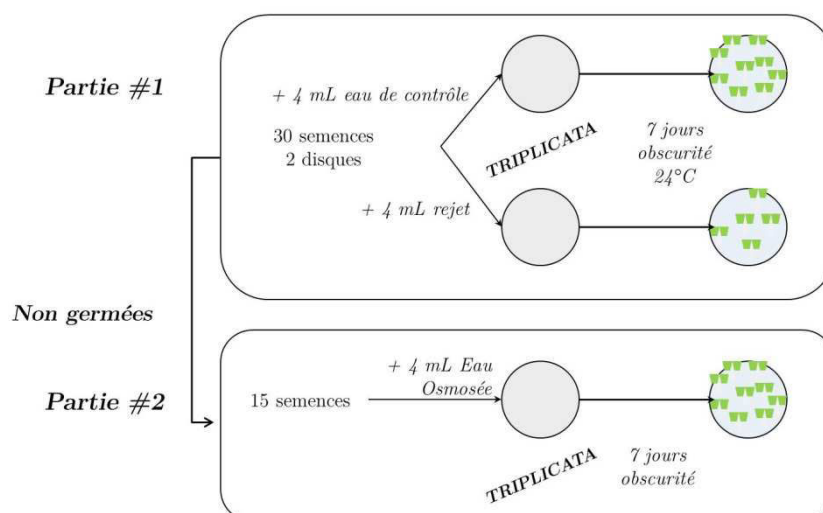 Partie #1
+ 4 mL eau de contrôle
30 semences
2 disques
+ 4 mL rejet
TRIPLICATA
7 jours
obscurité
24°C
Non germées
Partie #2
15 semences
+ 4 mL Eau
Osmosée
TRIPLICATA
7 jours
obscurité